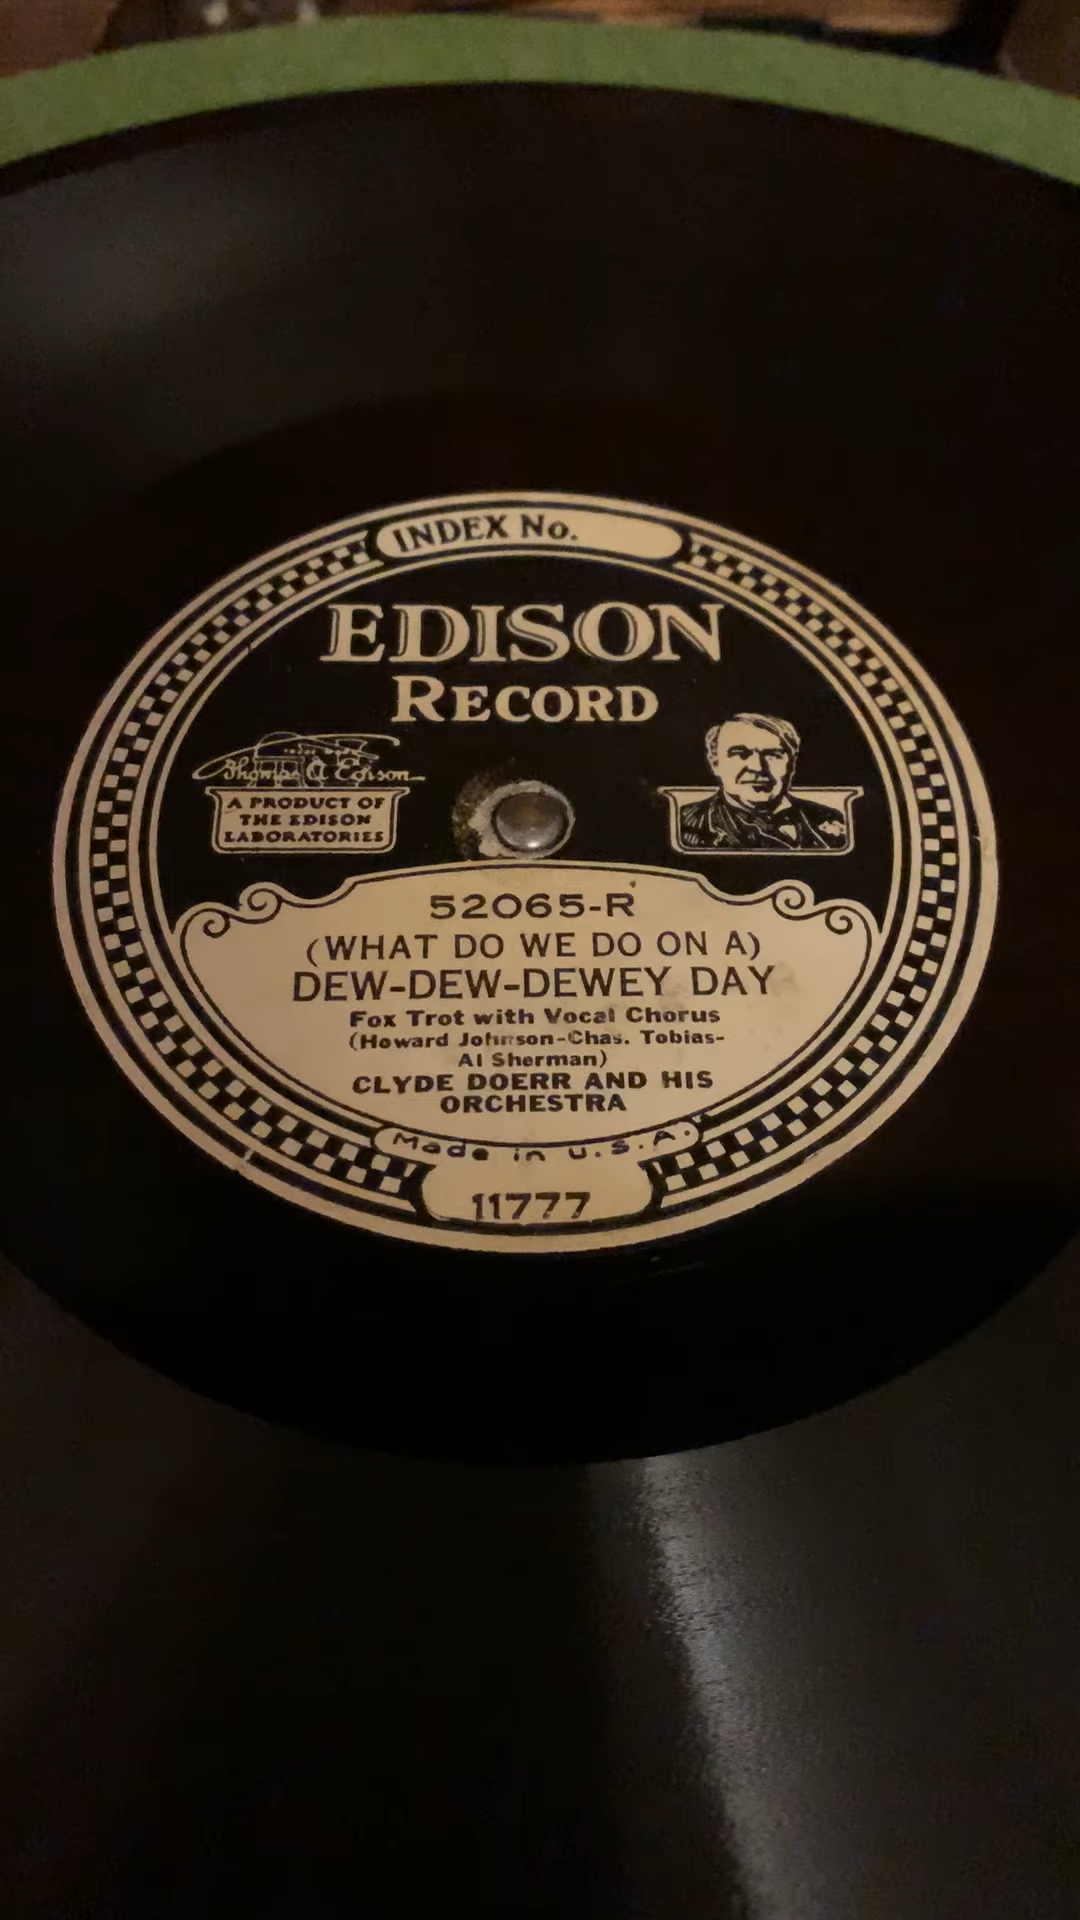 INDEX No.
EDISON
RECORD
TRADE MARK
Thomas A Edison
A PRODUCT OF
THE EDISON
LABORATORIES
52065-R
(WHAT DO WE DO ON A)
DEW-DEW-DEWEY DAY
Fox Trot with Vocal Chorus
(Howard Johnson-Chas. Tobias-
Al Sherman)
CLYDE DOERR AND HIS
ORCHESTRA
Made in U.S.A.
11777